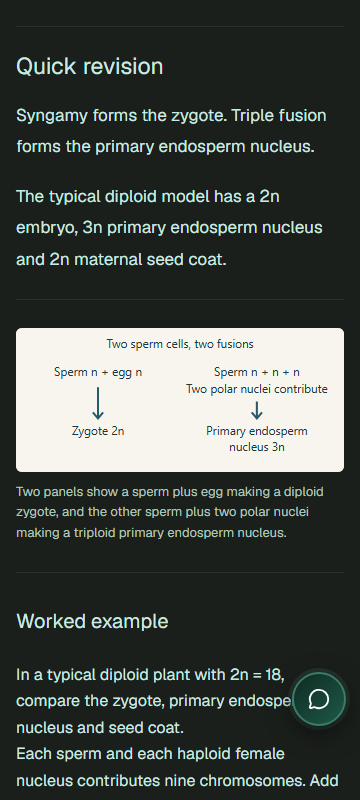 Quick revision
Syngamy forms the zygote. Triple fusion
forms the primary endosperm nucleus.
The typical diploid model has a 2n
embryo, 3n primary endosperm nucleus
and 2n maternal seed coat.
Two sperm cells, two fusions
Sperm n + egg n
Zygote 2n
Sperm n + n + n
Two polar nuclei contribute
Primary endosperm
nucleus 3n
Two panels show a sperm plus egg making a diploid
zygote, and the other sperm plus two polar nuclei
making a triploid primary endosperm nucleus.
Worked example
In a typical diploid plant with 2n = 18,
compare the zygote, primary
nucleus and seed coat.
Each sperm and each haploid female
nucleus contributes nine chromosomes. Add